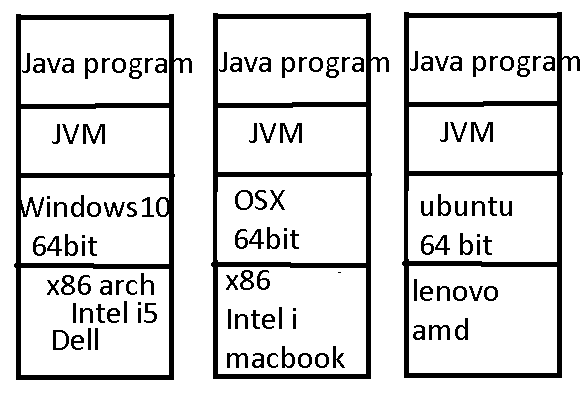 Java program
JVM
Windows10
64bit
x86 arch
Intel i5
Dell
Java program
JVM
OSX
64bit
x86
Intel i
macbook
Java program
JVM
ubuntu
64 bit
lenovo
amd